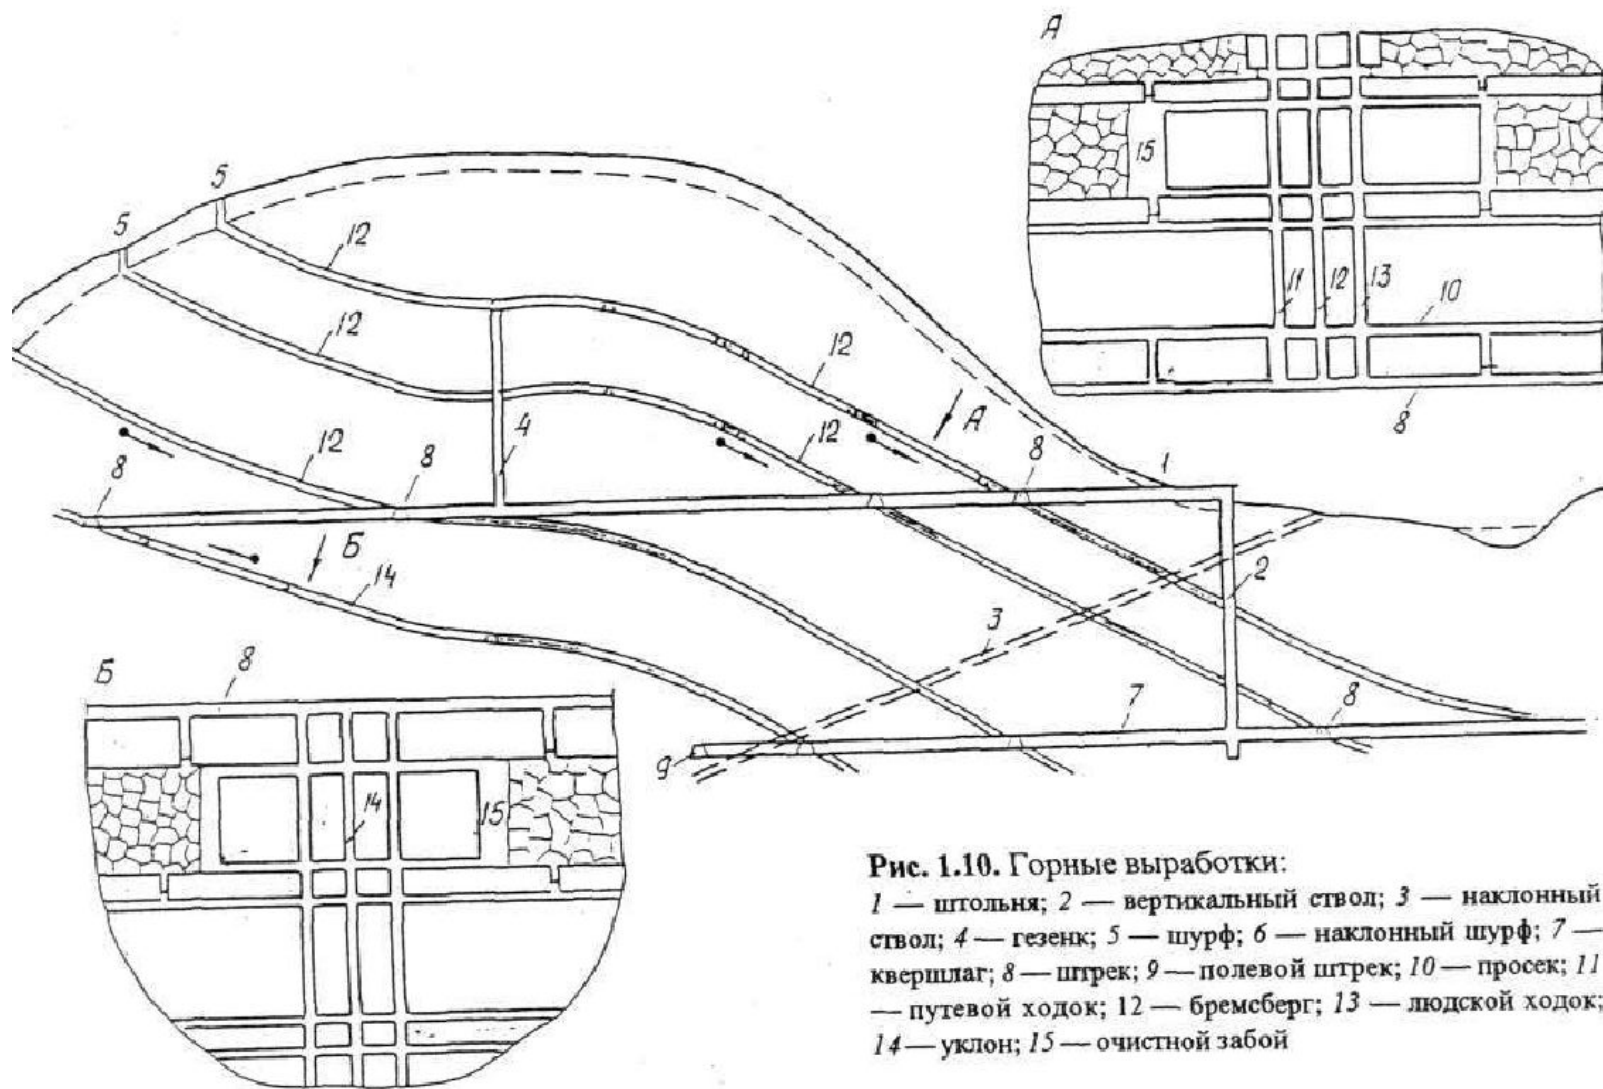 А
15
11
12
13
10
8
5
5
12
12
12
12
12
4
8
8
8
А
1
Б
14
2
3
7
8
9
Б
8
14
15
Рис. 1.10. Горные выработки:
1 — штольня; 2 — вертикальный ствол; 3 — наклонный
ствол; 4 — гезенк; 5 — шурф; 6 — наклонный шурф; 7 —
квершлаг; 8 — штрек; 9 — полевой штрек; 10 — просек; 11
— путевой ходок; 12 — бремсберг; 13 — людской ходок;
14 — уклон; 15 — очистной забой